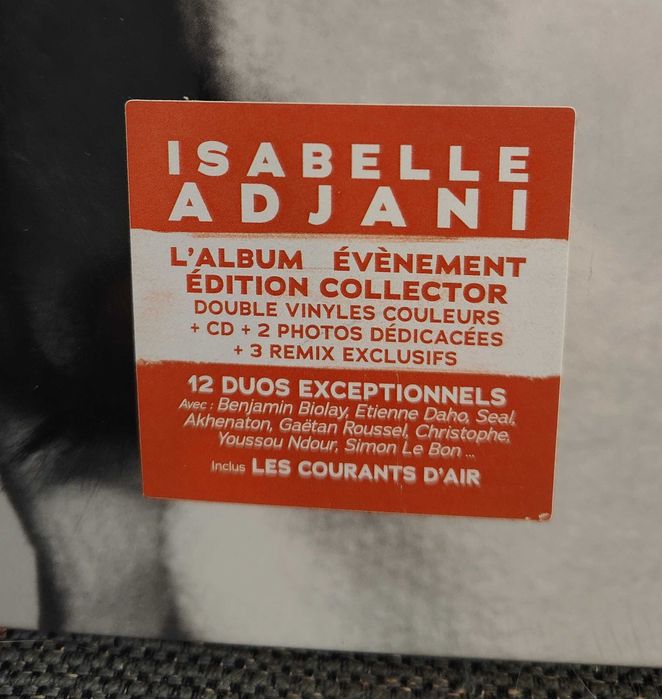 ISABELLE
ADJANI
L'ALBUM ÉVÈNEMENT
ÉDITION COLLECTOR
DOUBLE VINYLES COULEURS
+ CD + 2 PHOTOS DÉDICACÉES
+ 3 REMIX EXCLUSIFS
12 DUOS EXCEPTIONNELS
Avec : Benjamin Biolay, Etienne Daho, Seal,
Akhenaton, Gaëtan Roussel, Christophe,
Youssou Ndour, Simon Le Bon ...
Inclus LES COURANTS D'AIR